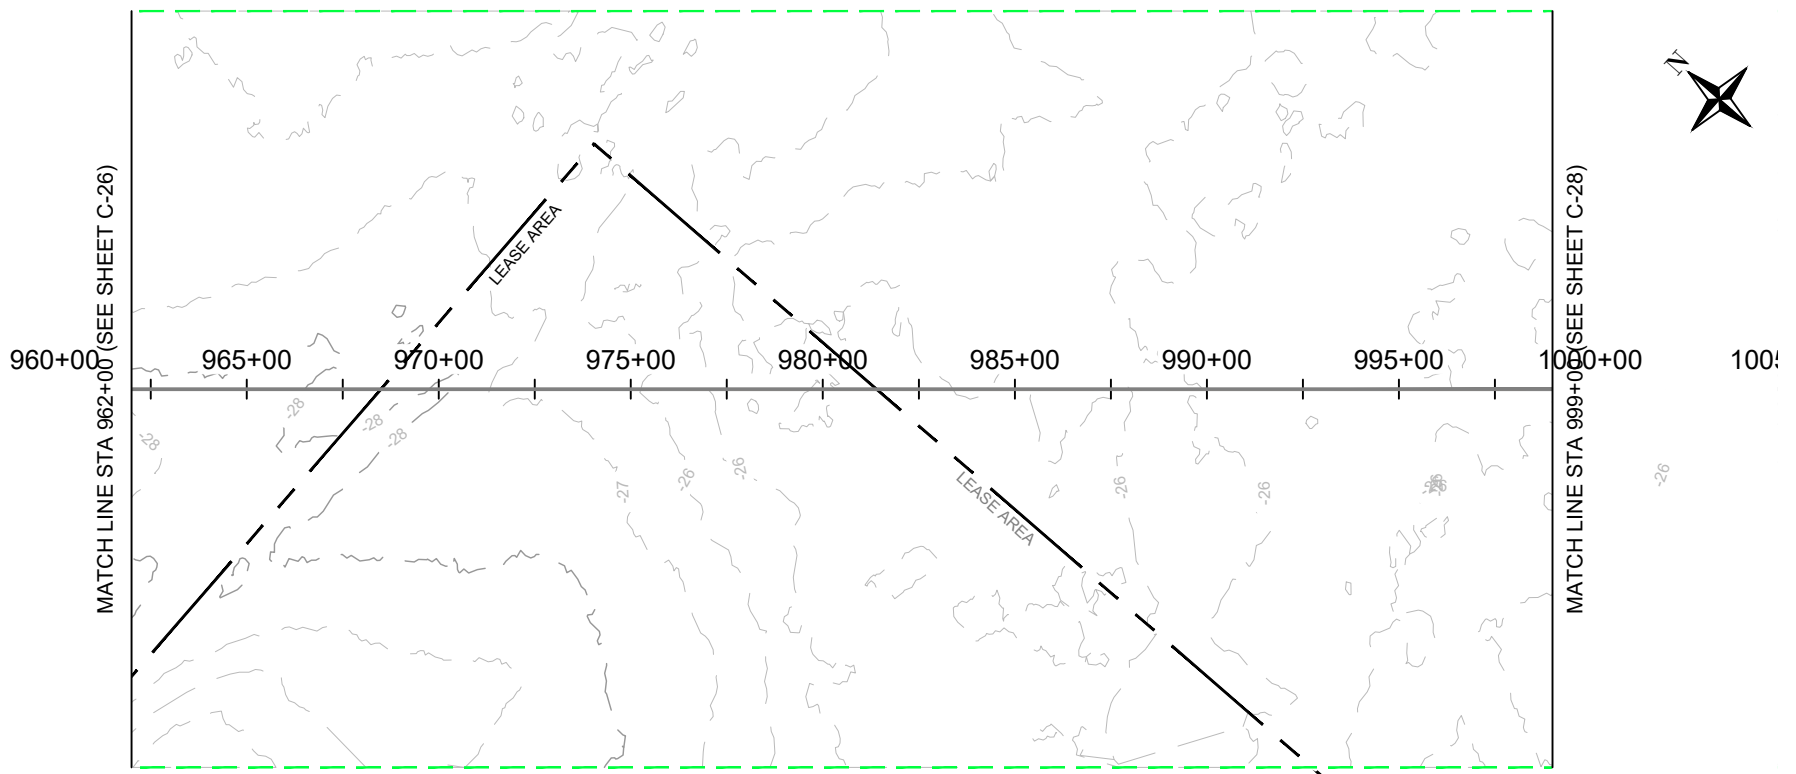 N
MATCH LINE STA 962+00 (SEE SHEET C-26)
LEASE AREA
960+00 965+00 970+00 975+00 980+00 985+00 990+00 995+00 1000+00
MATCH LINE STA 999+00 (SEE SHEET C-28)
-28
-28
-28
-28
-27
-26
-26
LEASE AREA
-26
-26
-26
-26